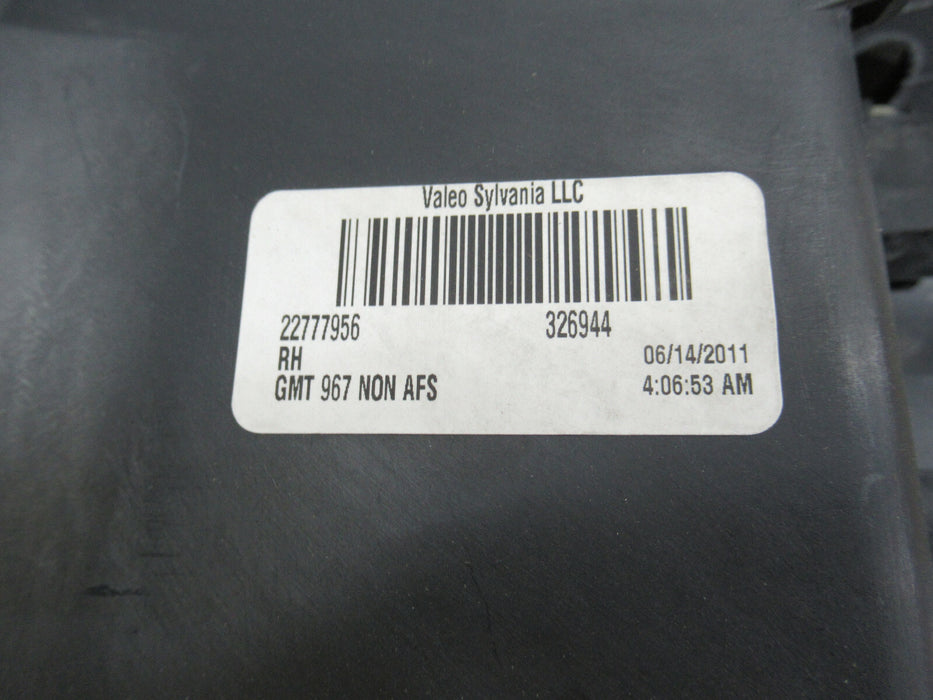 Valeo Sylvania LLC
22777956 326944
RH 06/14/2011
GMT 967 NON AFS 4:06:53 AM